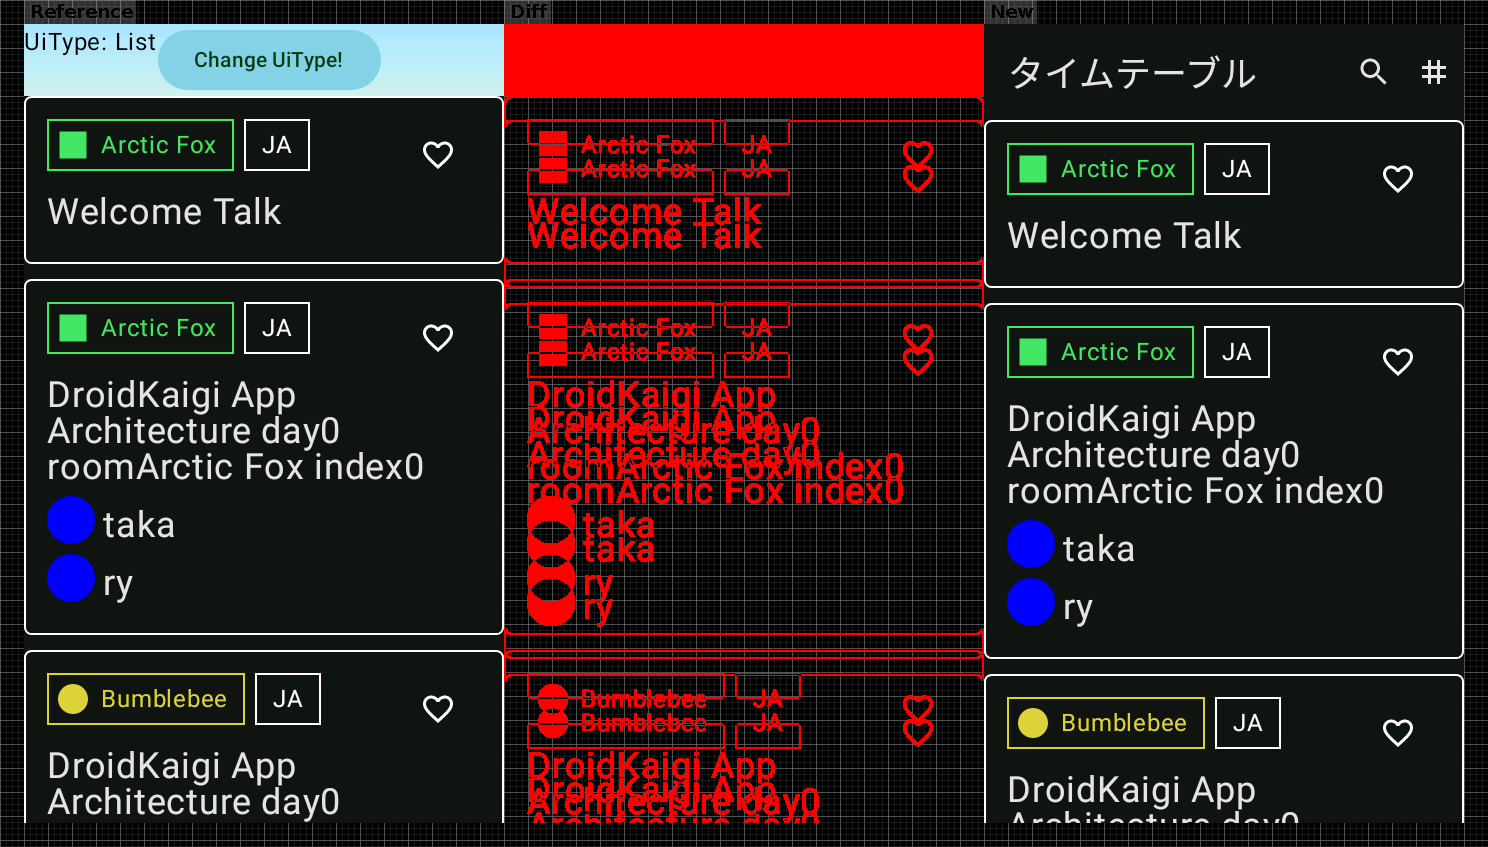 Reference
UiType: List
Change UiType!
Arctic Fox
JA
Welcome Talk
Arctic Fox
JA
DroidKaigi App
Architecture day0
roomArctic Fox index0
taka
ry
Bumblebee
JA
DroidKaigi App
Architecture day0
Diff
Arctic Fox
JA
Arctic Fox
JA
Welcome Talk
Welcome Talk
Arctic Fox
JA
Arctic Fox
JA
DroidKaigi App
DroidKaigi App
Architecture day0
Architecture day0
roomArctic Fox index0
roomArctic Fox index0
taka
taka
ry
ry
Bumblebee
JA
Bumblebee
JA
DroidKaigi App
DroidKaigi App
Architecture day0
Architecture day0
New
タイムテーブル
Arctic Fox
JA
Welcome Talk
Arctic Fox
JA
DroidKaigi App
Architecture day0
roomArctic Fox index0
taka
ry
Bumblebee
JA
DroidKaigi App
Architecture day0